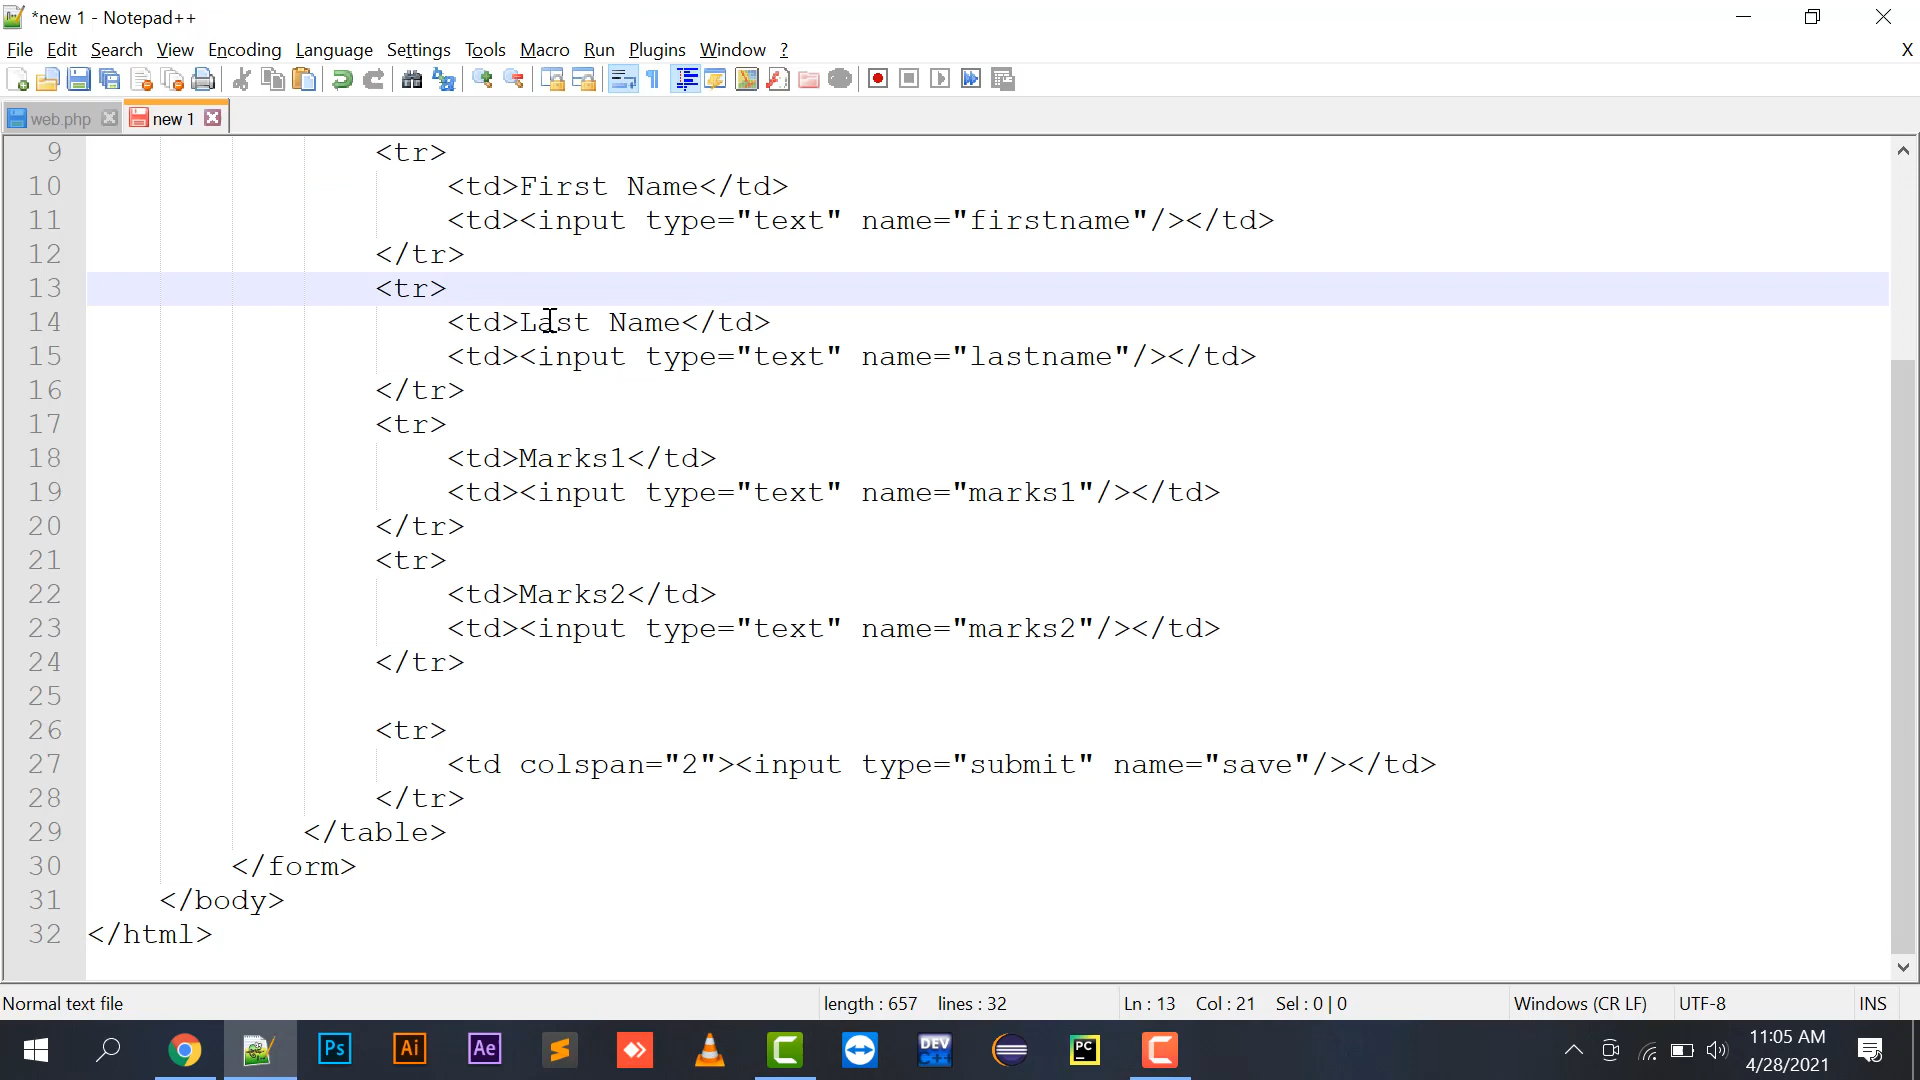 *new 1 - Notepad++
File Edit Search View Encoding Language Settings Tools Macro Run Plugins Window ? X
web.php new 1
9 <tr>
10 <td>First Name</td>
11 <td><input type="text" name="firstname"/></td>
12 </tr>
13 <tr>
14 <td>Last Name</td>
15 <td><input type="text" name="lastname"/></td>
16 </tr>
17 <tr>
18 <td>Marks1</td>
19 <td><input type="text" name="marks1"/></td>
20 </tr>
21 <tr>
22 <td>Marks2</td>
23 <td><input type="text" name="marks2"/></td>
24 </tr>
25
26 <tr>
27 <td colspan="2"><input type="submit" name="save"/></td>
28 </tr>
29 </table>
30 </form>
31 </body>
32 </html>
Normal text file length : 657 lines : 32 Ln : 13 Col : 21 Sel : 0 | 0 Windows (CR LF) UTF-8 INS
Ps Ai Ae DEV C++ PC 11:05 AM
4/28/2021